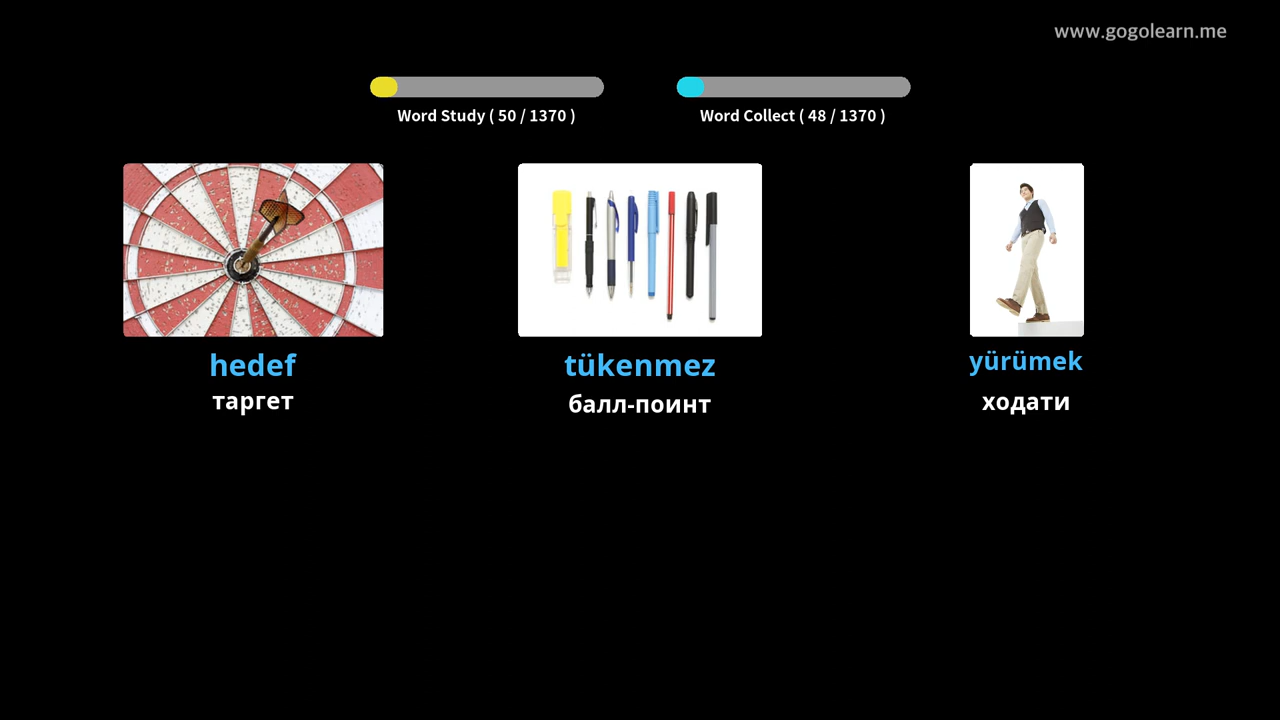 www.gogolearn.me
Word Study ( 50 / 1370 )
Word Collect ( 48 / 1370 )
hedef
таргет
tükenmez
балл-поинт
yürümek
ходати